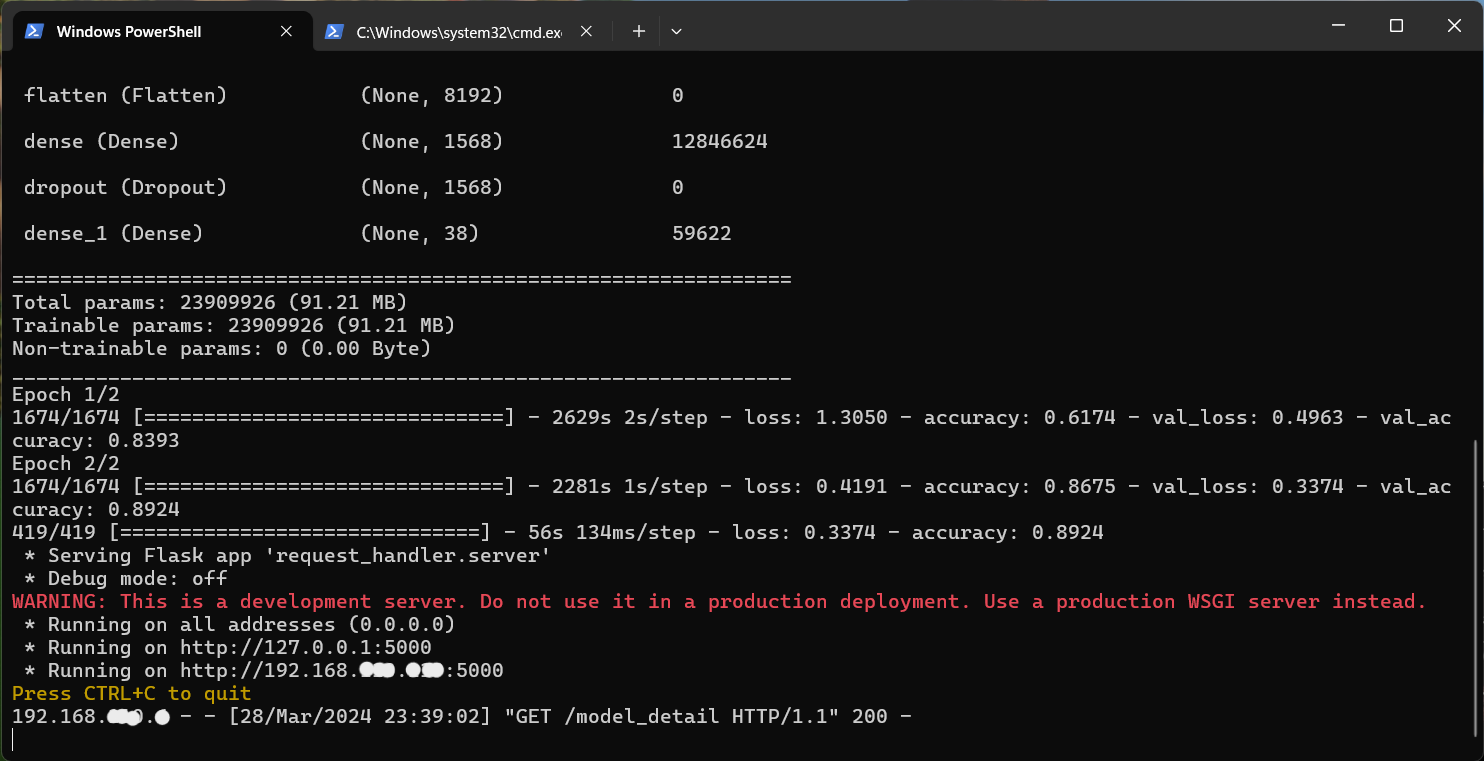 Windows PowerShell
C:\Windows\system32\cmd.exe
flatten (Flatten) (None, 8192) 0
dense (Dense) (None, 1568) 12846624
dropout (Dropout) (None, 1568) 0
dense_1 (Dense) (None, 38) 59622
=================================================================
Total params: 23909926 (91.21 MB)
Trainable params: 23909926 (91.21 MB)
Non-trainable params: 0 (0.00 Byte)
_________________________________________________________________
Epoch 1/2
1674/1674 [==============================] - 2629s 2s/step - loss: 1.3050 - accuracy: 0.6174 - val_loss: 0.4963 - val_ac
curacy: 0.8393
Epoch 2/2
1674/1674 [==============================] - 2281s 1s/step - loss: 0.4191 - accuracy: 0.8675 - val_loss: 0.3374 - val_ac
curacy: 0.8924
419/419 [==============================] - 56s 134ms/step - loss: 0.3374 - accuracy: 0.8924
* Serving Flask app 'request_handler.server'
* Debug mode: off
WARNING: This is a development server. Do not use it in a production deployment. Use a production WSGI server instead.
* Running on all addresses (0.0.0.0)
* Running on http://127.0.0.1:5000
* Running on http://192.168. . :5000
Press CTRL+C to quit
192.168. . - - [28/Mar/2024 23:39:02] "GET /model_detail HTTP/1.1" 200 -